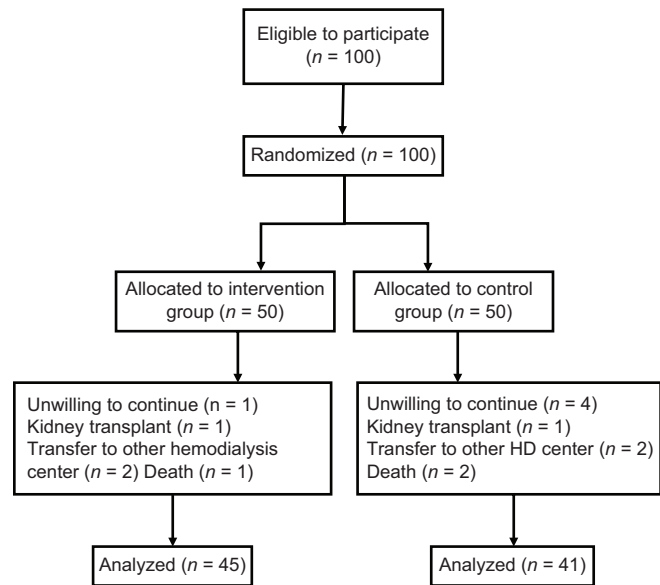 Eligible to participate
(n = 100)
Randomized (n = 100)
Allocated to intervention
group (n = 50)
Allocated to control
group (n = 50)
Unwilling to continue (n = 1)
Kidney transplant (n = 1)
Transfer to other hemodialysis
center (n = 2) Death (n = 1)
Unwilling to continue (n = 4)
Kidney transplant (n = 1)
Transfer to other HD center (n = 2)
Death (n = 2)
Analyzed (n = 45)
Analyzed (n = 41)